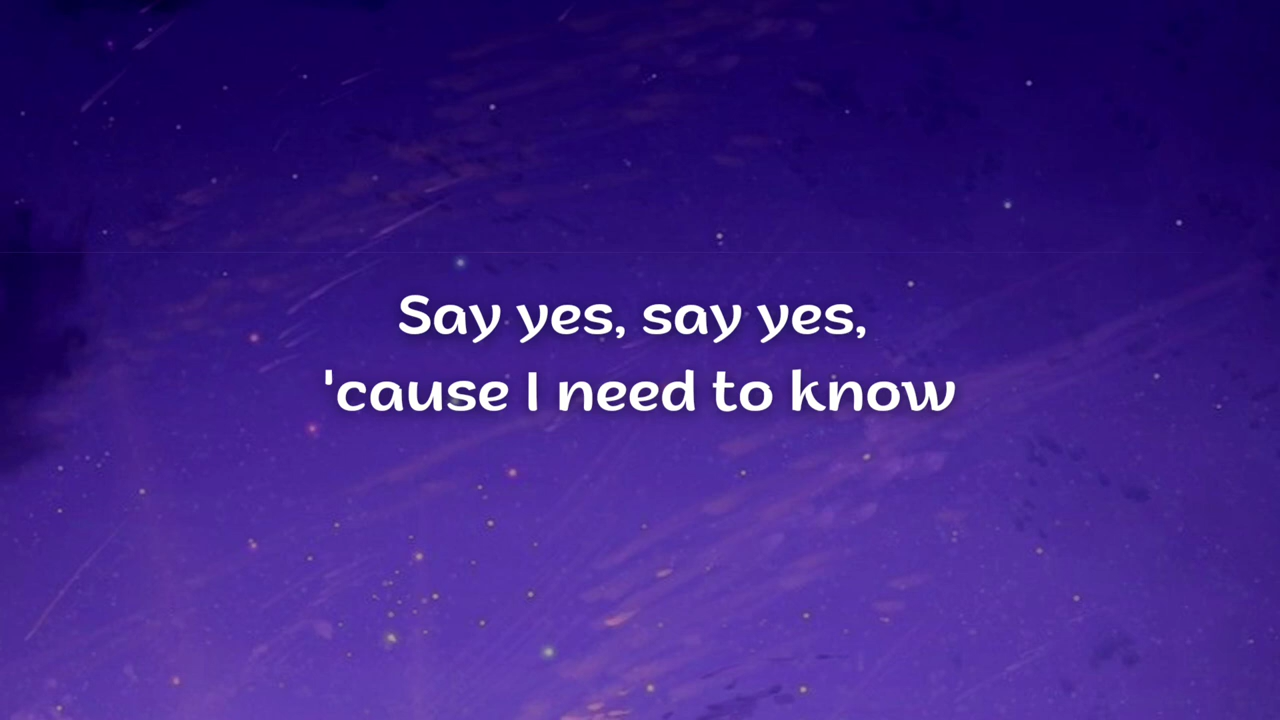 Say yes, say yes,
'cause I need to know